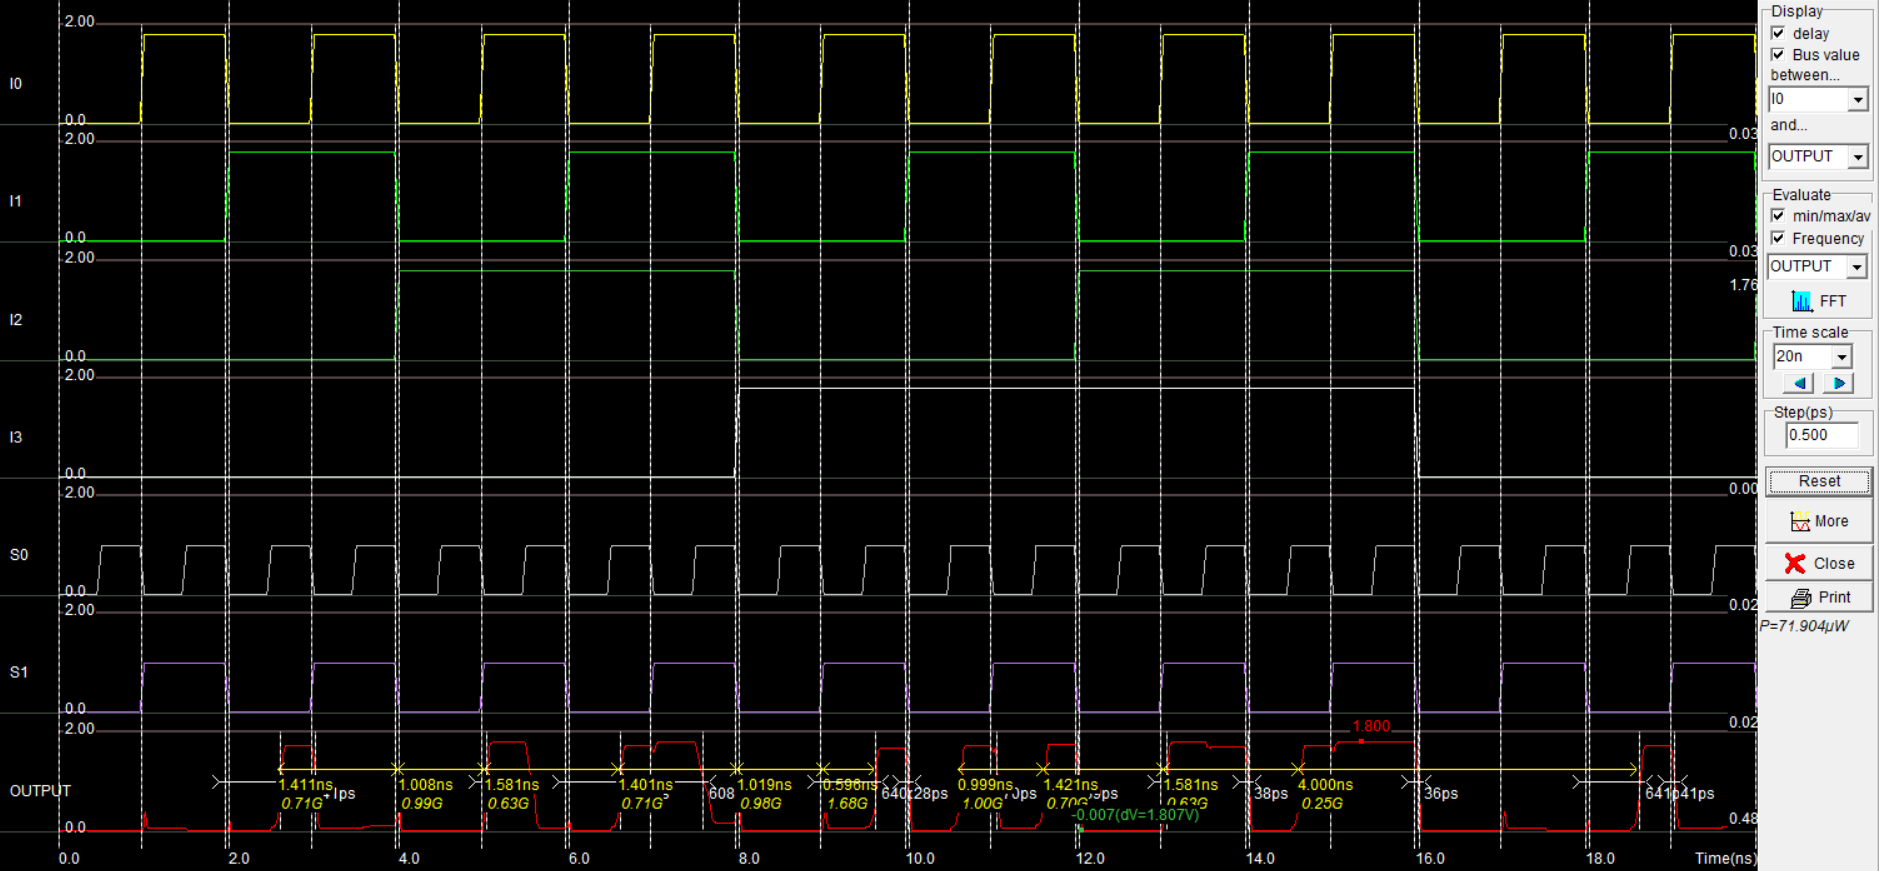 2.00
I0
0.0
0.03
2.00
I1
0.0
0.03
2.00
1.76
I2
0.0
2.00
I3
0.0
0.00
2.00
S0
0.0
0.02
2.00
S1
0.0
0.02
2.00
1.800
OUTPUT
1.411ns 1.008ns 1.581ns 1.401ns 608 1.019ns 0.596ns 640 28ps 0.999ns 1.421ns 1.581ns 38ps 4.000ns 36ps 641 41ps
0.71G 0.99G 0.63G 0.71G 0.98G 1.68G 1.00G 0.70G 0.63G 0.25G
-0.007(dV=1.807V)
0.0
0.48
0.0 2.0 4.0 6.0 8.0 10.0 12.0 14.0 16.0 18.0 Time(ns)
Display
delay
Bus value
between...
I0
and...
OUTPUT
Evaluate
min/max/av
Frequency
OUTPUT
FFT
Time scale
20n
Step(ps)
0.500
Reset
More
Close
Print
P=71.904µW